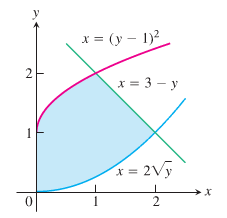 y
x = (y − 1)²
2
x = 3 − y
1
x = 2√y
x
0
1
2